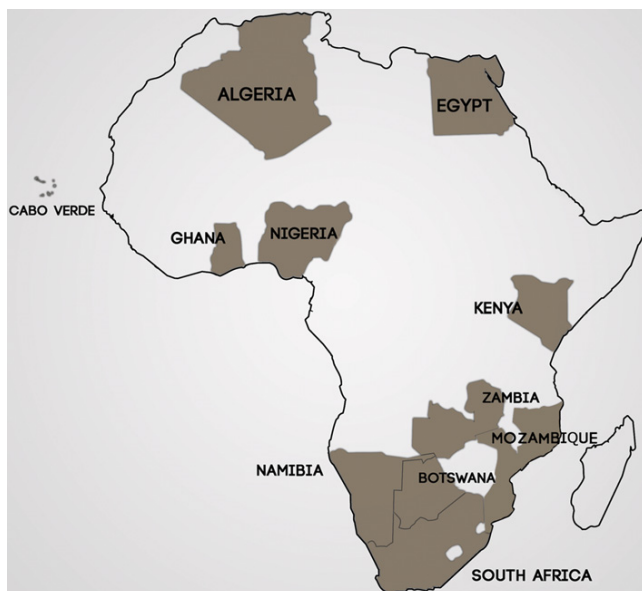 ALGERIA
EGYPT
CABO VERDE
GHANA
NIGERIA
KENYA
ZAMBIA
MOZAMBIQUE
NAMIBIA
BOTSWANA
SOUTH AFRICA